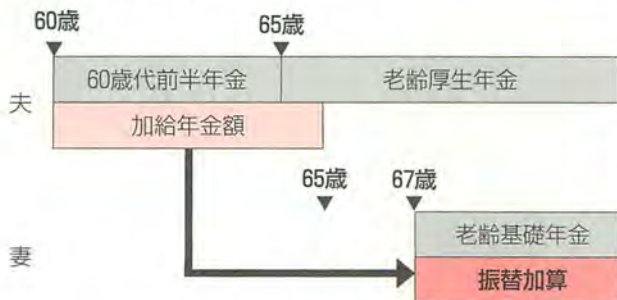 60歳
65歳
夫
60歳代前半年金
老齢厚生年金
加給年金額
65歳
67歳
妻
老齢基礎年金
振替加算